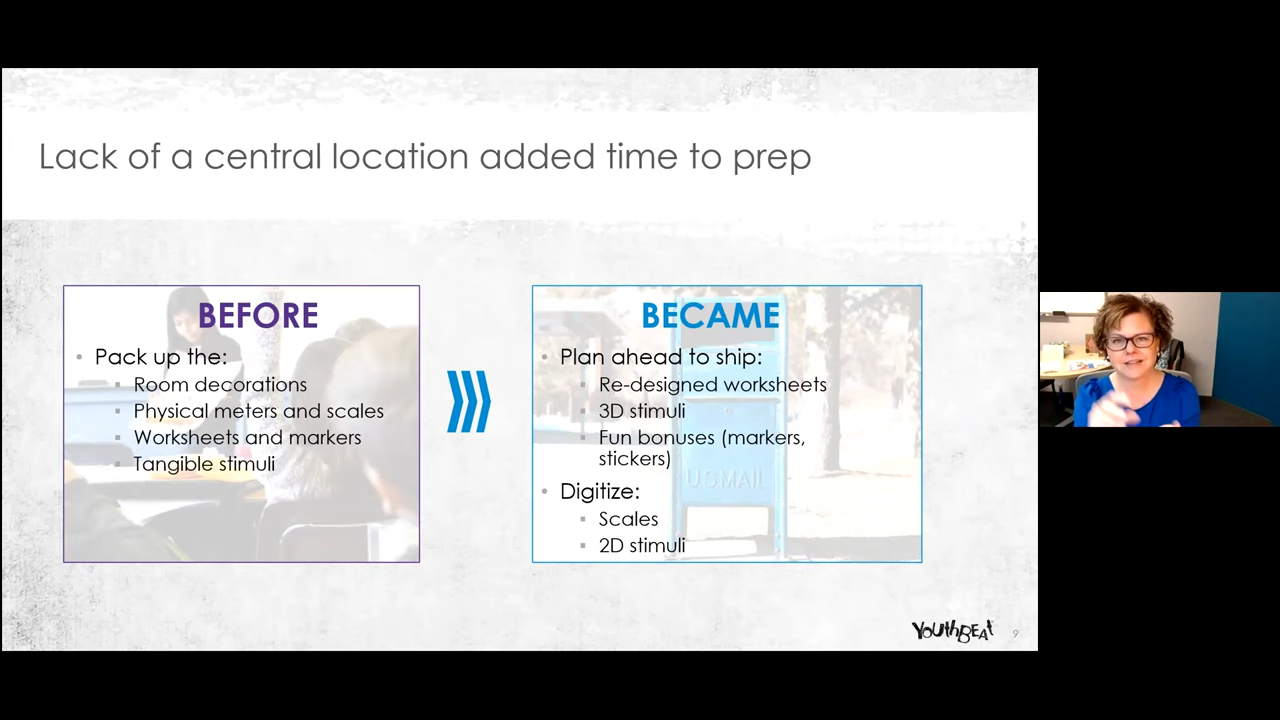 Lack of a central location added time to prep
BEFORE
• Pack up the:
▪ Room decorations
▪ Physical meters and scales
▪ Worksheets and markers
▪ Tangible stimuli
BECAME
• Plan ahead to ship:
▪ Re-designed worksheets
▪ 3D stimuli
▪ Fun bonuses (markers,
stickers)
• Digitize:
▪ Scales
▪ 2D stimuli
U.S.MAIL
YouthBEAt
9